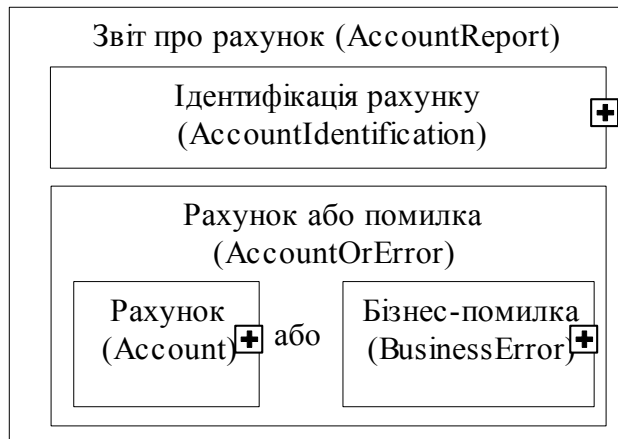 Звіт про рахунок (AccountReport)
Ідентифікація рахунку
(AccountIdentification)
Рахунок або помилка
(AccountOrError)
Рахунок
(Account)
або
Бізнес-помилка
(BusinessError)